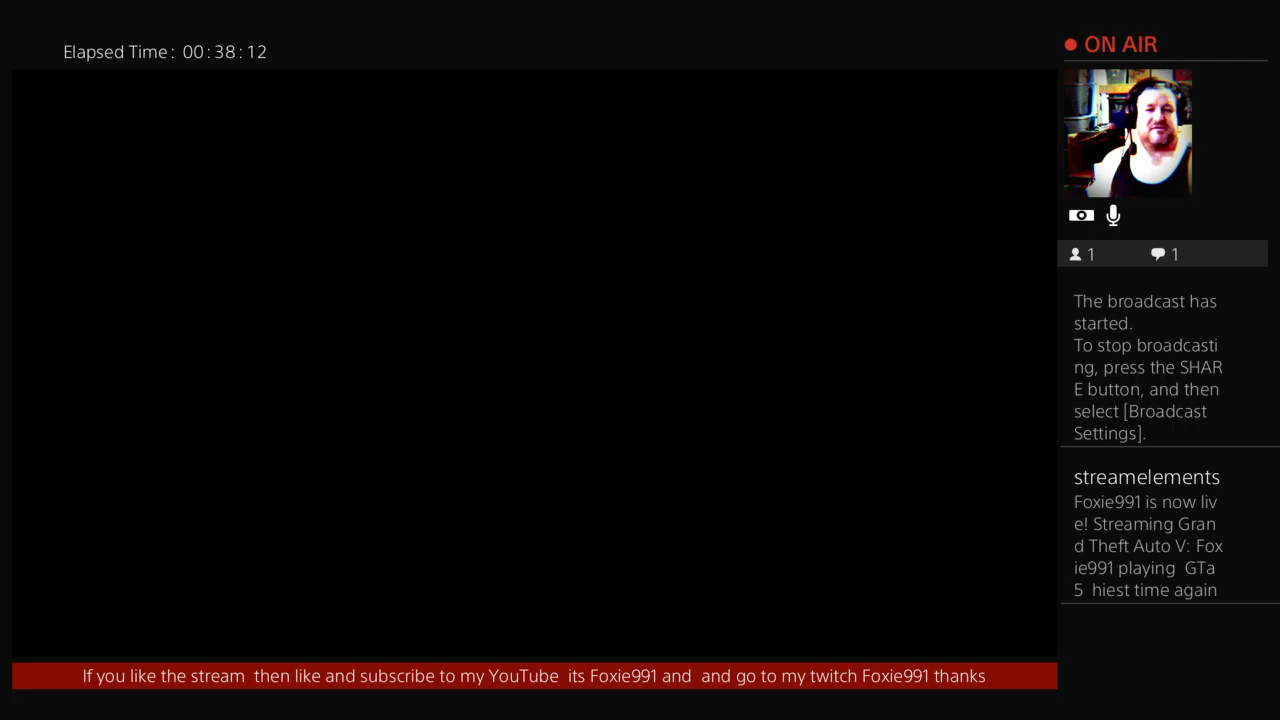 Elapsed Time: 00:38:12
ON AIR
1 1
The broadcast has
started.
To stop broadcasti
ng, press the SHAR
E button, and then
select [Broadcast
Settings].
streamelements
Foxie991 is now liv
e! Streaming Gran
d Theft Auto V: Fox
ie991 playing GTa
5 hiest time again
If you like the stream then like and subscribe to my YouTube its Foxie991 and and go to my twitch Foxie991 thanks